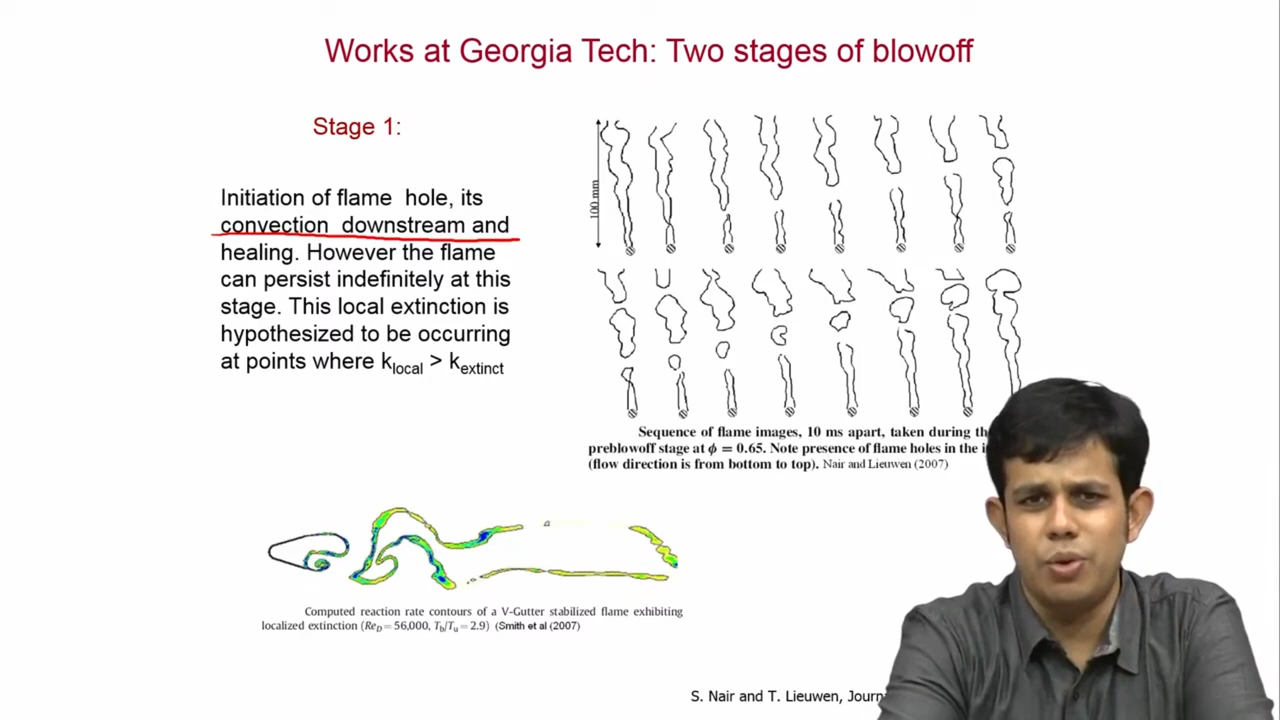 Works at Georgia Tech: Two stages of blowoff
Stage 1:
Initiation of flame hole, its
convection downstream and
healing. However the flame
can persist indefinitely at this
stage. This local extinction is
hypothesized to be occurring
at points where klocal > kextinct
100 mm
Sequence of flame images, 10 ms apart, taken during
preblowoff stage at ϕ = 0.65. Note presence of flame holes in the
(flow direction is from bottom to top). Nair and Lieuwen (2007)
Computed reaction rate contours of a V-Gutter stabilized flame exhibiting
localized extinction (ReD = 56,000, Tb/Tu = 2.9) (Smith et al (2007)
S. Nair and T. Lieuwen,